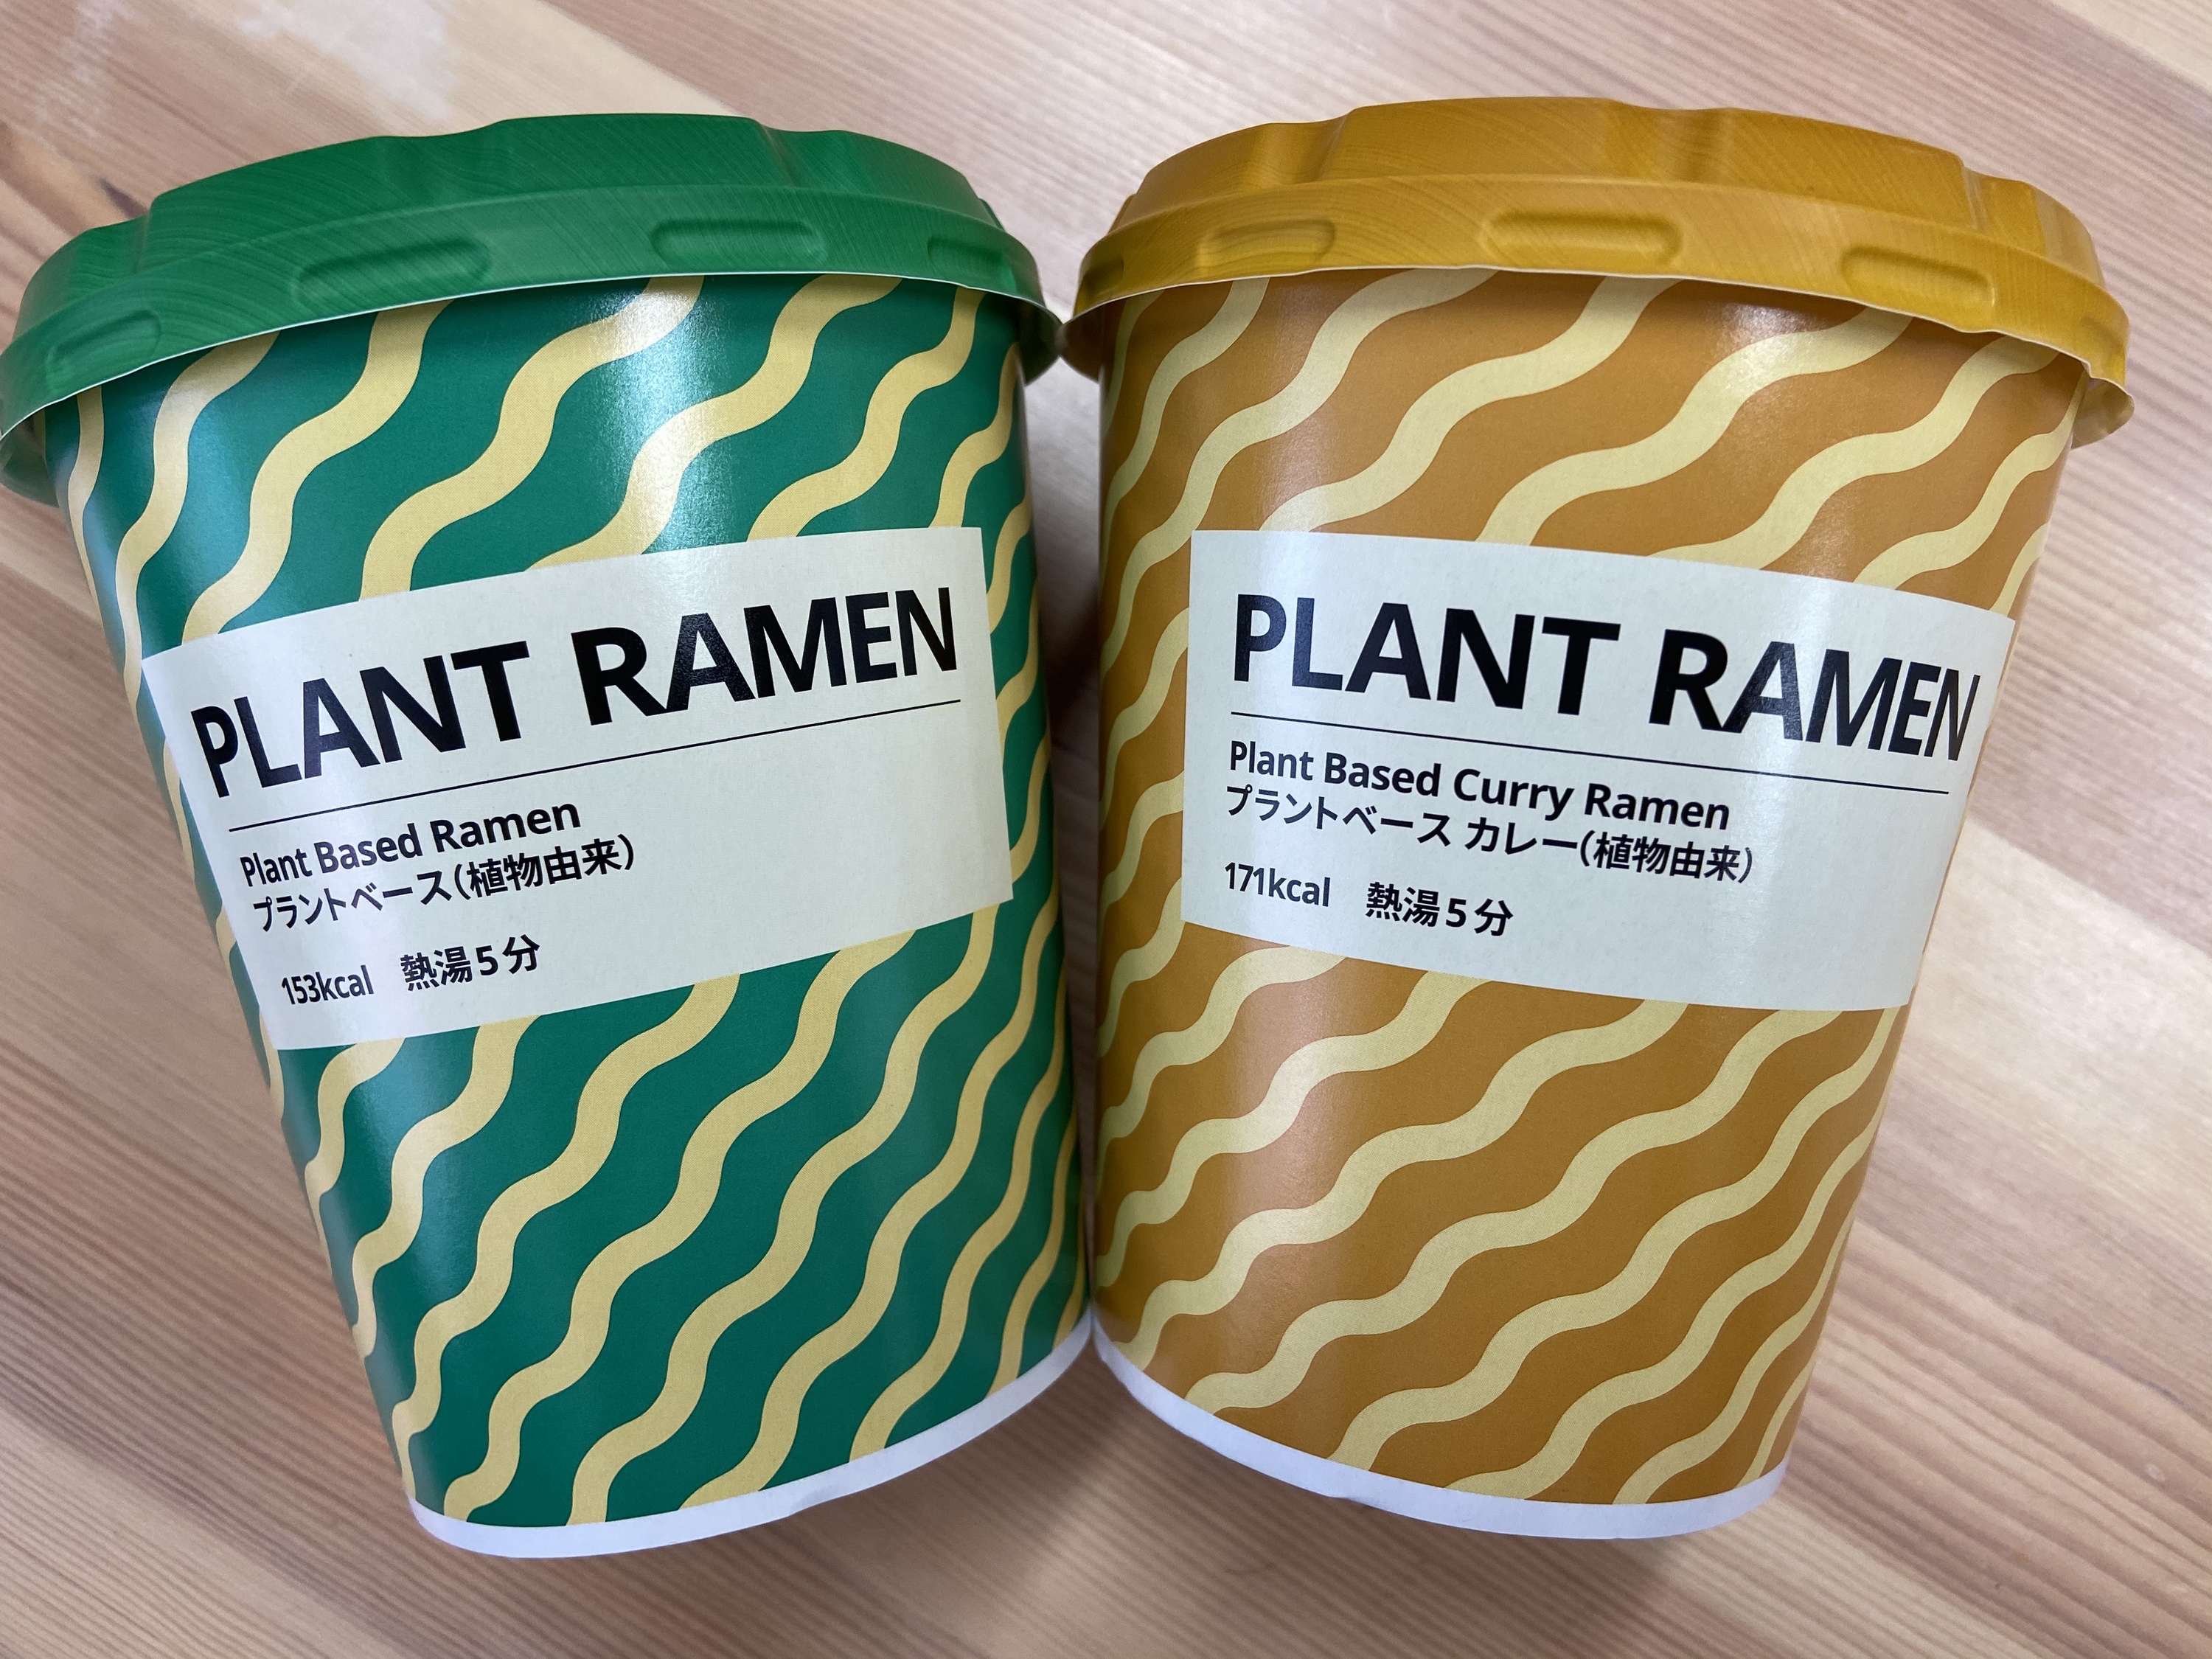 PLANT RAMEN
Plant Based Ramen
プラントベース（植物由来）
153kcal 熱湯5分
PLANT RAMEN
Plant Based Curry Ramen
プラントベース カレー（植物由来）
171kcal 熱湯5分